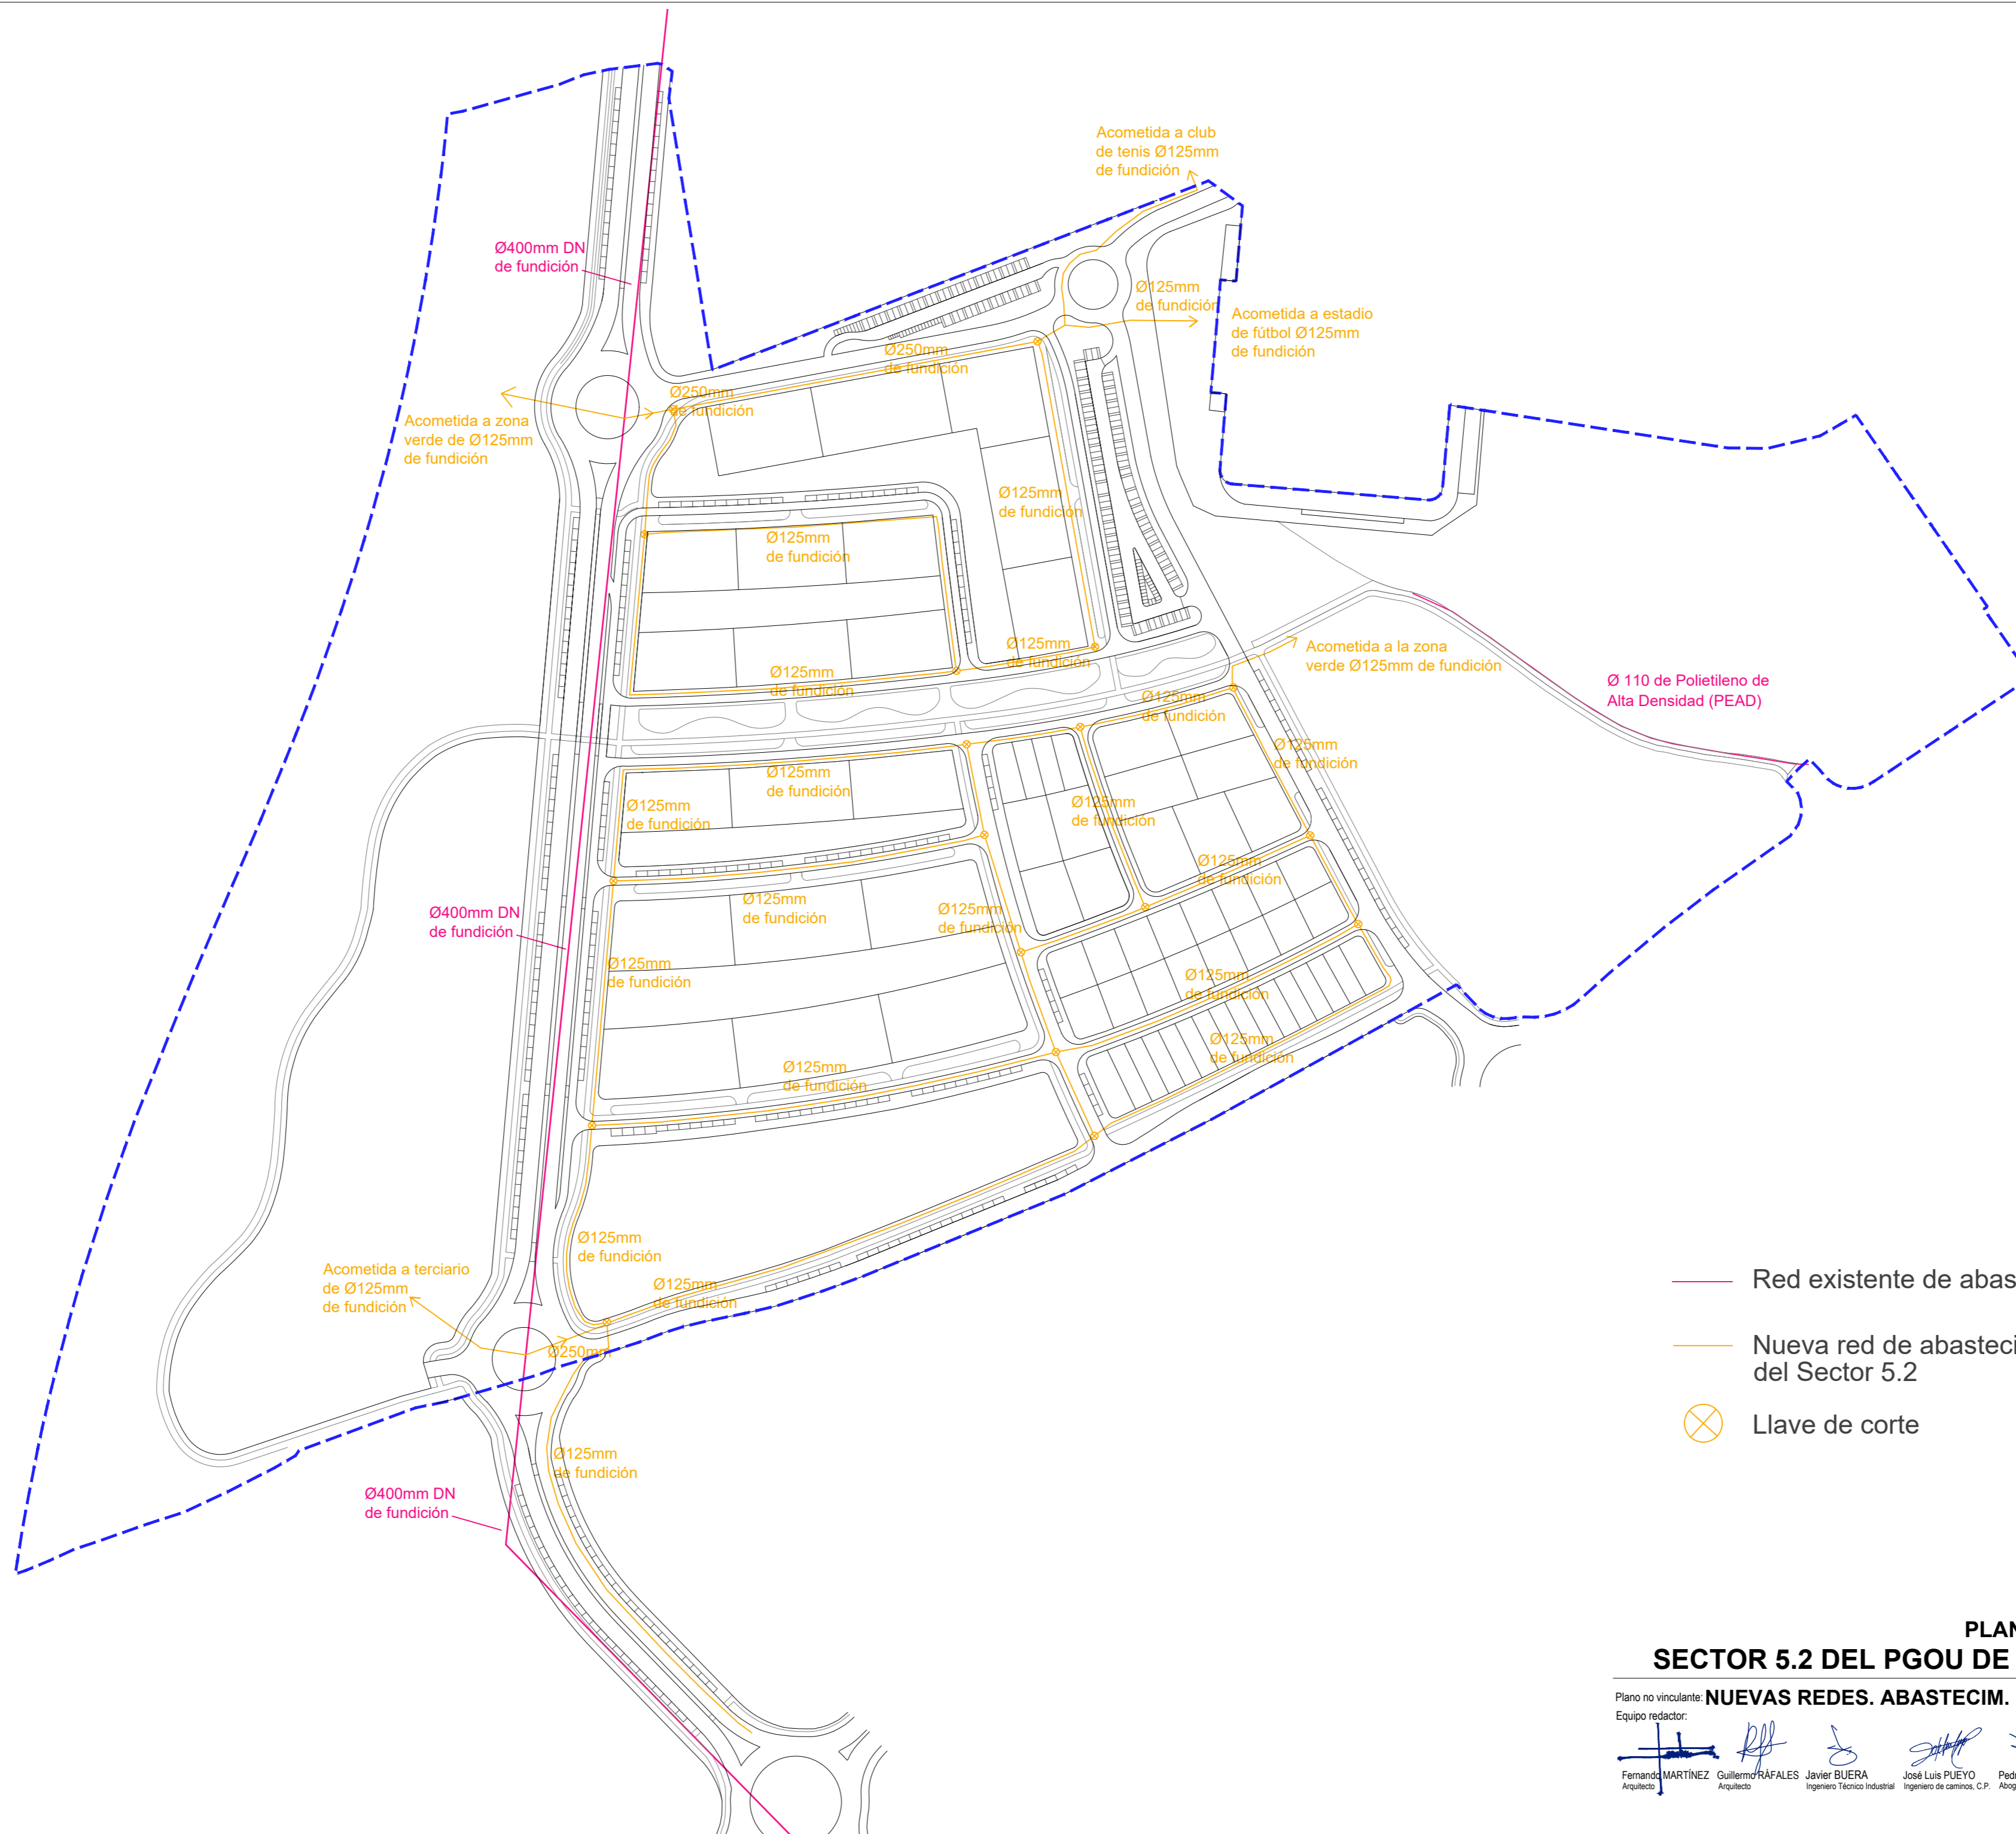 Acometida a club
de tenis Ø125mm
de fundición
Ø400mm DN
de fundición
Ø125mm
de fundición
Acometida a estadio
de fútbol Ø125mm
de fundición
Ø250mm
de fundición
Ø250mm
de fundición
Acometida a zona
verde de Ø125mm
de fundición
Ø125mm
de fundición
Ø125mm
de fundición
Ø125mm
de fundición
Acometida a la zona
verde Ø125mm de fundición
Ø125mm
de fundición
Ø 110 de Polietileno de
Alta Densidad (PEAD)
Ø125mm
de fundición
Ø125mm
de fundición
Ø125mm
de fundición
Ø125mm
de fundición
Ø125mm
de fundición
Ø125mm
de fundición
Ø125mm
de fundición
Ø125mm
de fundición
Ø400mm DN
de fundición
Ø125mm
de fundición
Ø125mm
de fundición
Ø125mm
de fundición
Ø125mm
de fundición
Ø125mm
de fundición
Acometida a terciario
de Ø125mm
de fundición
Ø125mm
de fundición
Ø250mm
Ø125mm
de fundición
Ø400mm DN
de fundición
Red existente de abas
Nueva red de abasteci
del Sector 5.2
Llave de corte
PLAN
SECTOR 5.2 DEL PGOU DE
Plano no vinculante: NUEVAS REDES. ABASTECIM.
Equipo redactor:
Fernando MARTÍNEZ Guillermo RÁFALES Javier BUERA José Luis PUEYO Pedr
Arquitecto Arquitecto Ingeniero Técnico Industrial Ingeniero de caminos, C.P. Abog